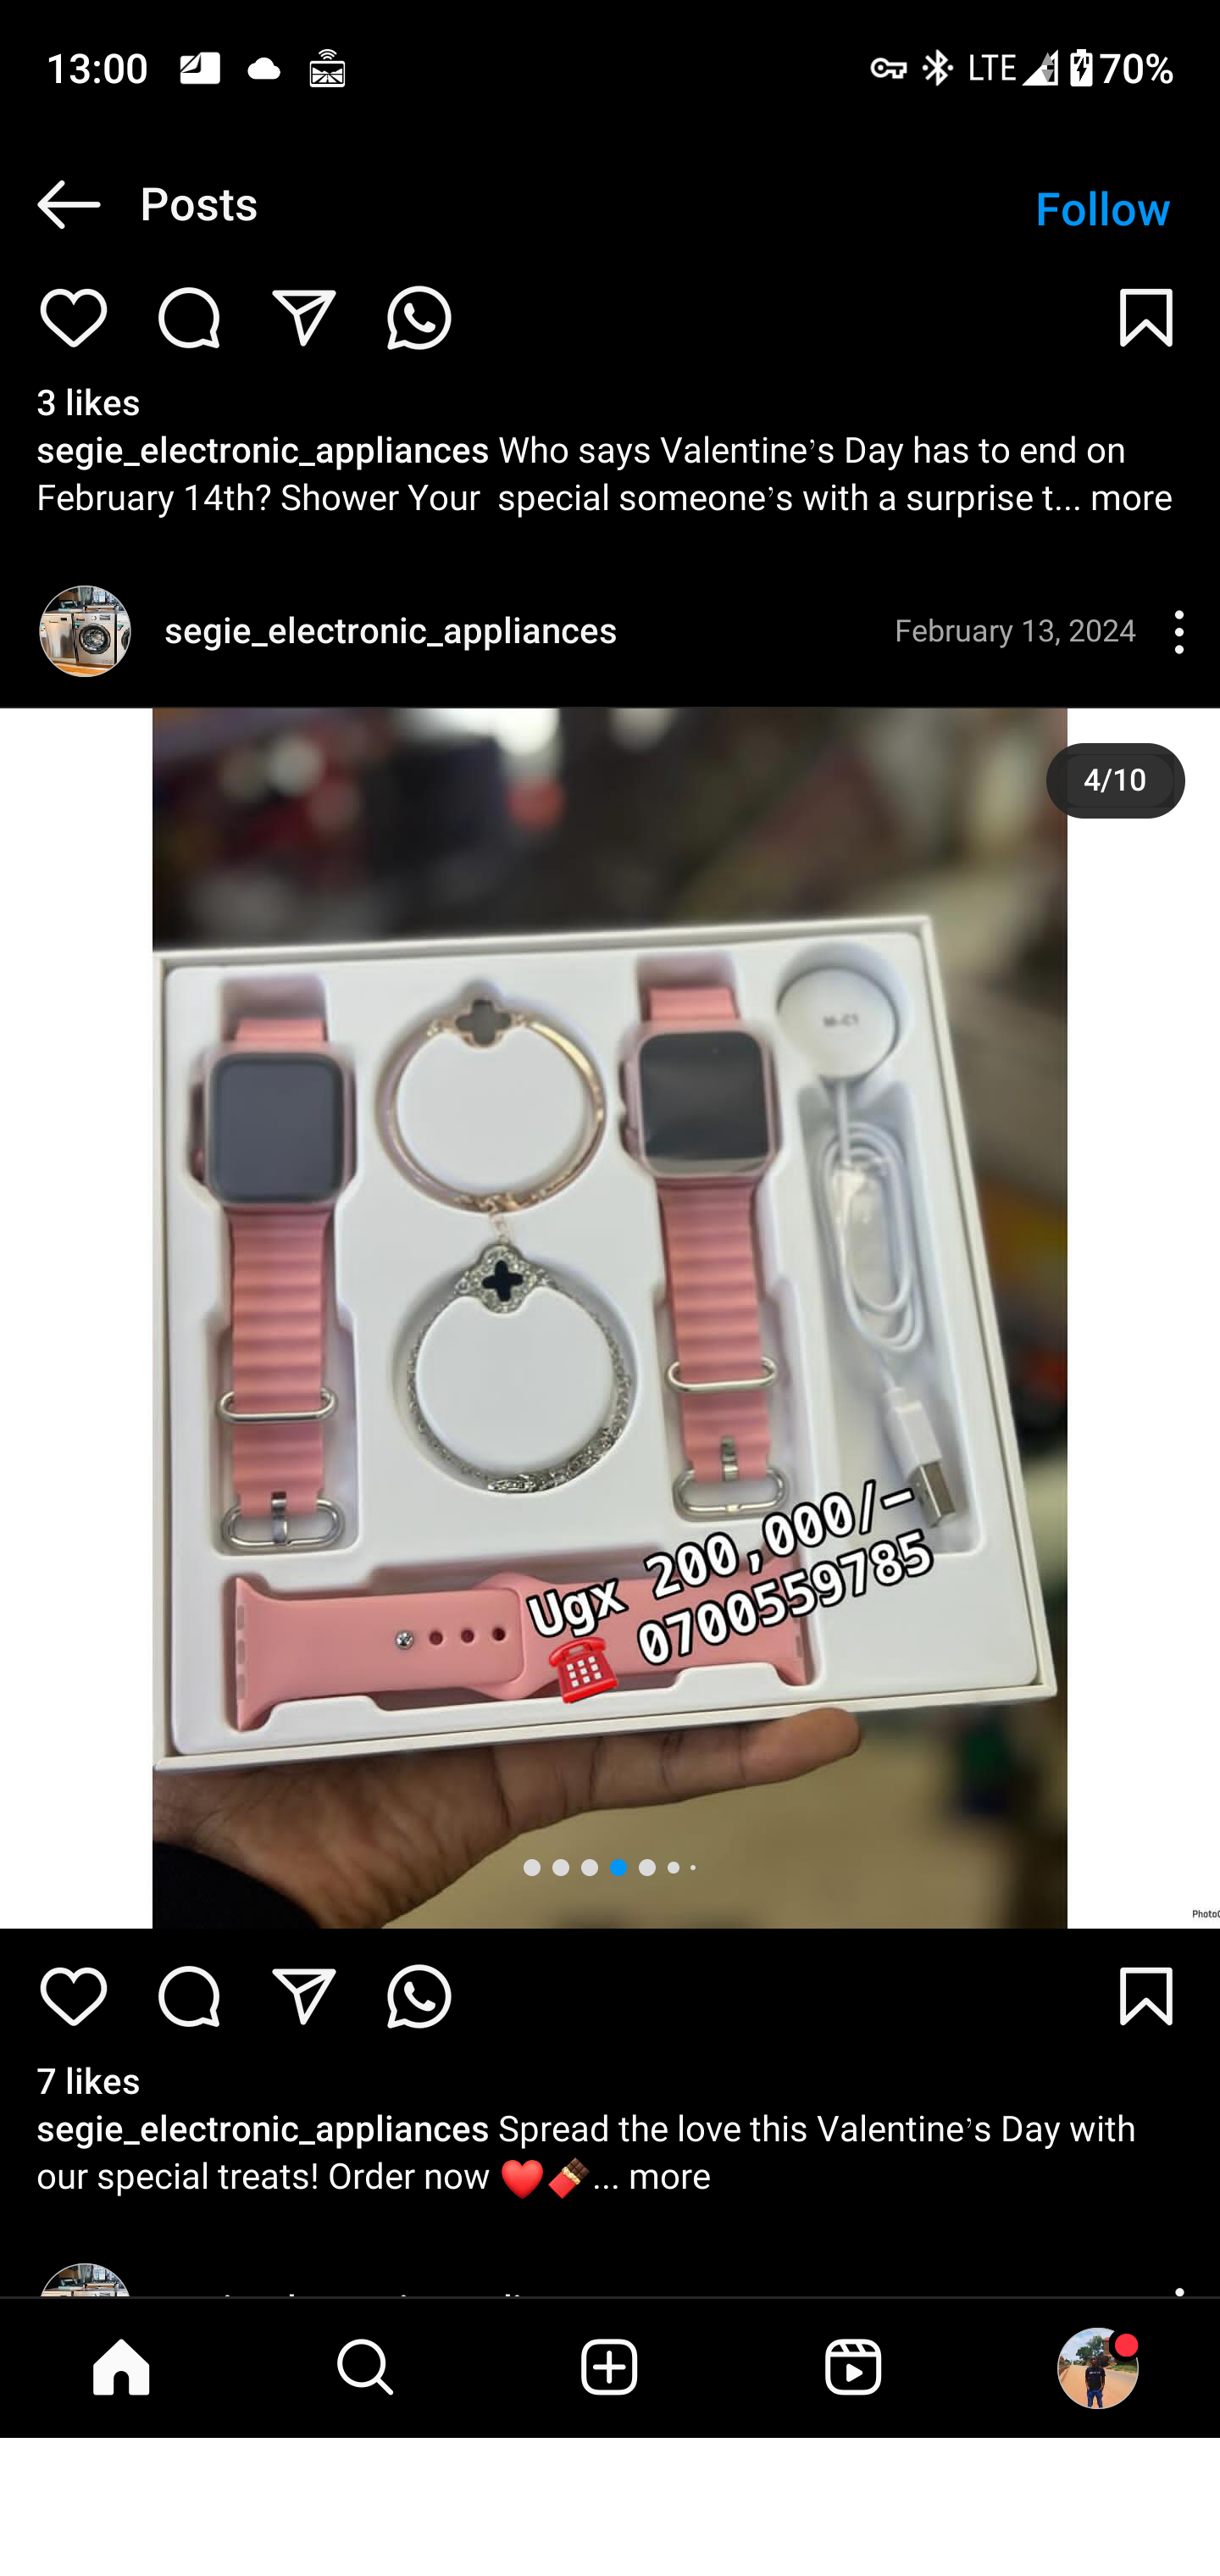 13:00
LTE 70%
Posts
Follow
3 likes
segie_electronic_appliances Who says Valentine’s Day has to end on
February 14th? Shower Your  special someone’s with a surprise t... more
segie_electronic_appliances
February 13, 2024
4/10
M-C1
Ugx 200,000/-
☎️ 0700559785
7 likes
segie_electronic_appliances Spread the love this Valentine’s Day with
our special treats! Order now ❤️🍫... more